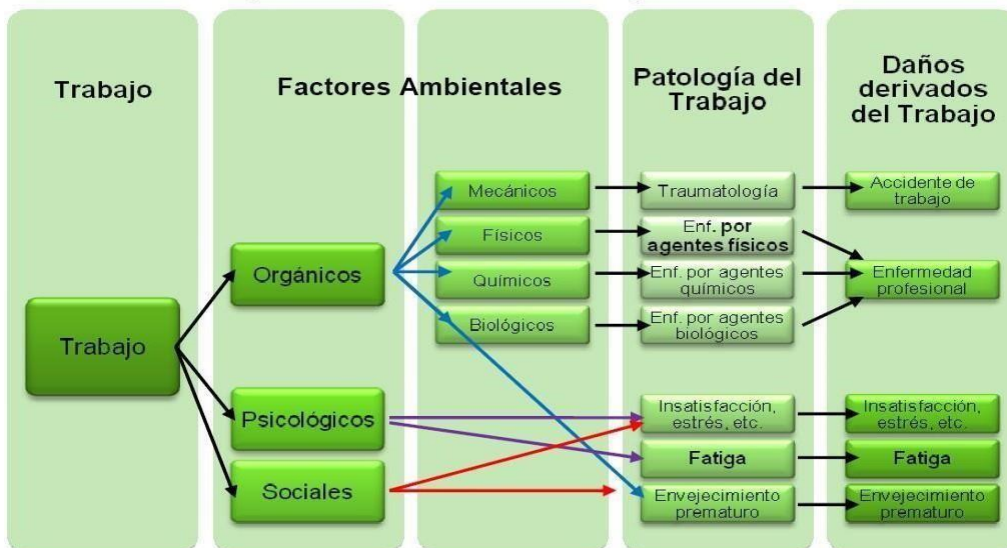 Trabajo
Factores Ambientales
Patología del
Trabajo
Daños
derivados
del Trabajo
Trabajo
Orgánicos
Psicológicos
Sociales
Mecánicos
Físicos
Químicos
Biológicos
Traumatología
Enf. por
agentes físicos
Enf. por agentes
químicos
Enf. por agentes
biológicos
Insatisfacción,
estrés, etc.
Fatiga
Envejecimiento
prematuro
Accidente de
trabajo
Enfermedad
profesional
Insatisfacción,
estrés, etc.
Fatiga
Envejecimiento
prematuro